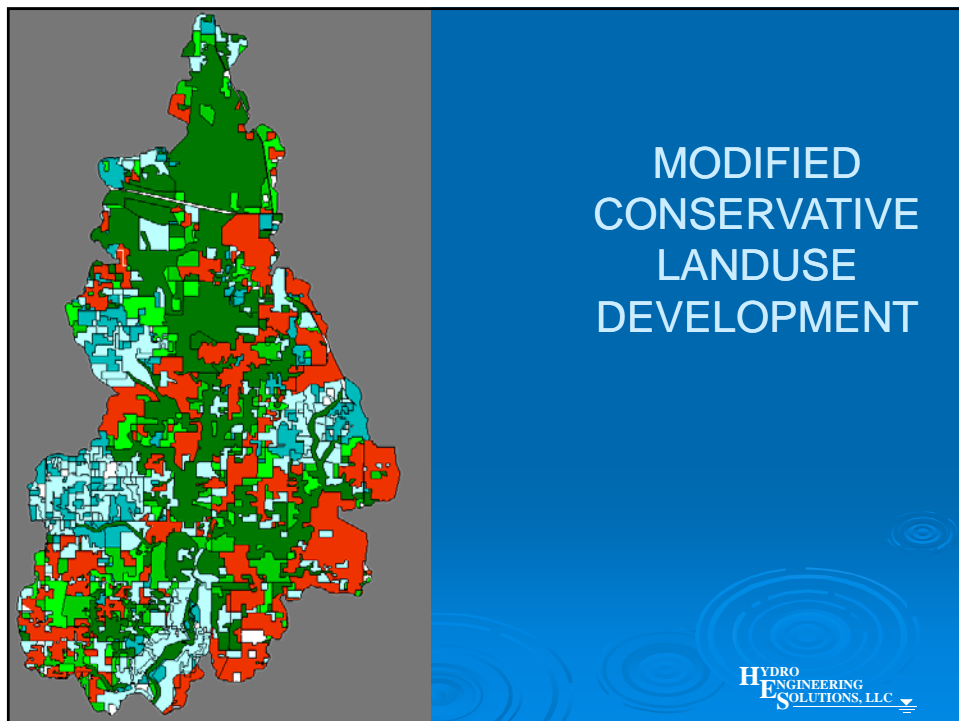 MODIFIED
CONSERVATIVE
LANDUSE
DEVELOPMENT
HYDRO
ENGINEERING
SOLUTIONS, LLC